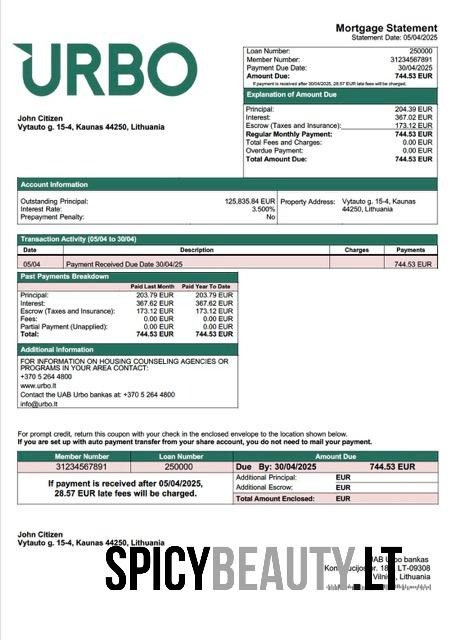 Mortgage Statement
Statement Date: 05/04/2025
URBO
Loan Number: 250000
Member Number: 31234567891
Payment Due Date: 30/04/2025
Amount Due: 744.53 EUR
If payment is received after 30/04/2025, 28.57 EUR late fees will be charged.
Explanation of Amount Due
Principal: 204.39 EUR
Interest: 367.02 EUR
Escrow (Taxes and Insurance): 173.12 EUR
Regular Monthly Payment: 744.53 EUR
Total Fees and Charges: 0.00 EUR
Overdue Payment: 0.00 EUR
Total Amount Due: 744.53 EUR
John Citizen
Vytauto g. 15-4, Kaunas 44250, Lithuania
Account Information
Outstanding Principal: 125,835.84 EUR
Interest Rate: 3.500%
Prepayment Penalty: No
Property Address: Vytauto g. 15-4, Kaunas
44250, Lithuania
Transaction Activity (05/04 to 30/04)
Date Description Charges Payments
05/04 Payment Received Due Date 30/04/25 744.53 EUR
Past Payments Breakdown
Paid Last Month Paid Year To Date
Principal: 203.79 EUR 203.79 EUR
Interest: 367.62 EUR 367.62 EUR
Escrow (Taxes and Insurance): 173.12 EUR 173.12 EUR
Fees: 0.00 EUR 0.00 EUR
Partial Payment (Unapplied): 0.00 EUR 0.00 EUR
Total: 744.53 EUR 744.53 EUR
Additional Information
FOR INFORMATION ON HOUSING COUNSELING AGENCIES OR
PROGRAMS IN YOUR AREA CONTACT:
+370 5 264 4800
www.urbo.lt
Contact the UAB Urbo bankas at: +370 5 264 4800
info@urbo.lt
For prompt credit, return this coupon with your check in the enclosed envelope to the location shown below.
If you are set up with auto payment transfer from your share account, you do not need to mail your payment.
Member Number Loan Number Amount Due
31234567891 250000 Due By: 30/04/2025 744.53 EUR
If payment is received after 05/04/2025,
28.57 EUR late fees will be charged.
Additional Principal: EUR
Additional Escrow: EUR
Total Amount Enclosed: EUR
John Citizen
Vytauto g. 15-4, Kaunas 44250, Lithuania
SPICYBEAUTY.LT
bankas
LT-09308